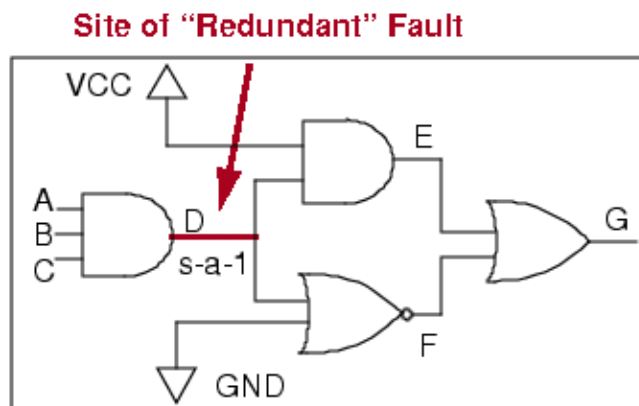 Site of “Redundant” Fault
VCC
E
A
D
B
G
C
s-a-1
F
GND